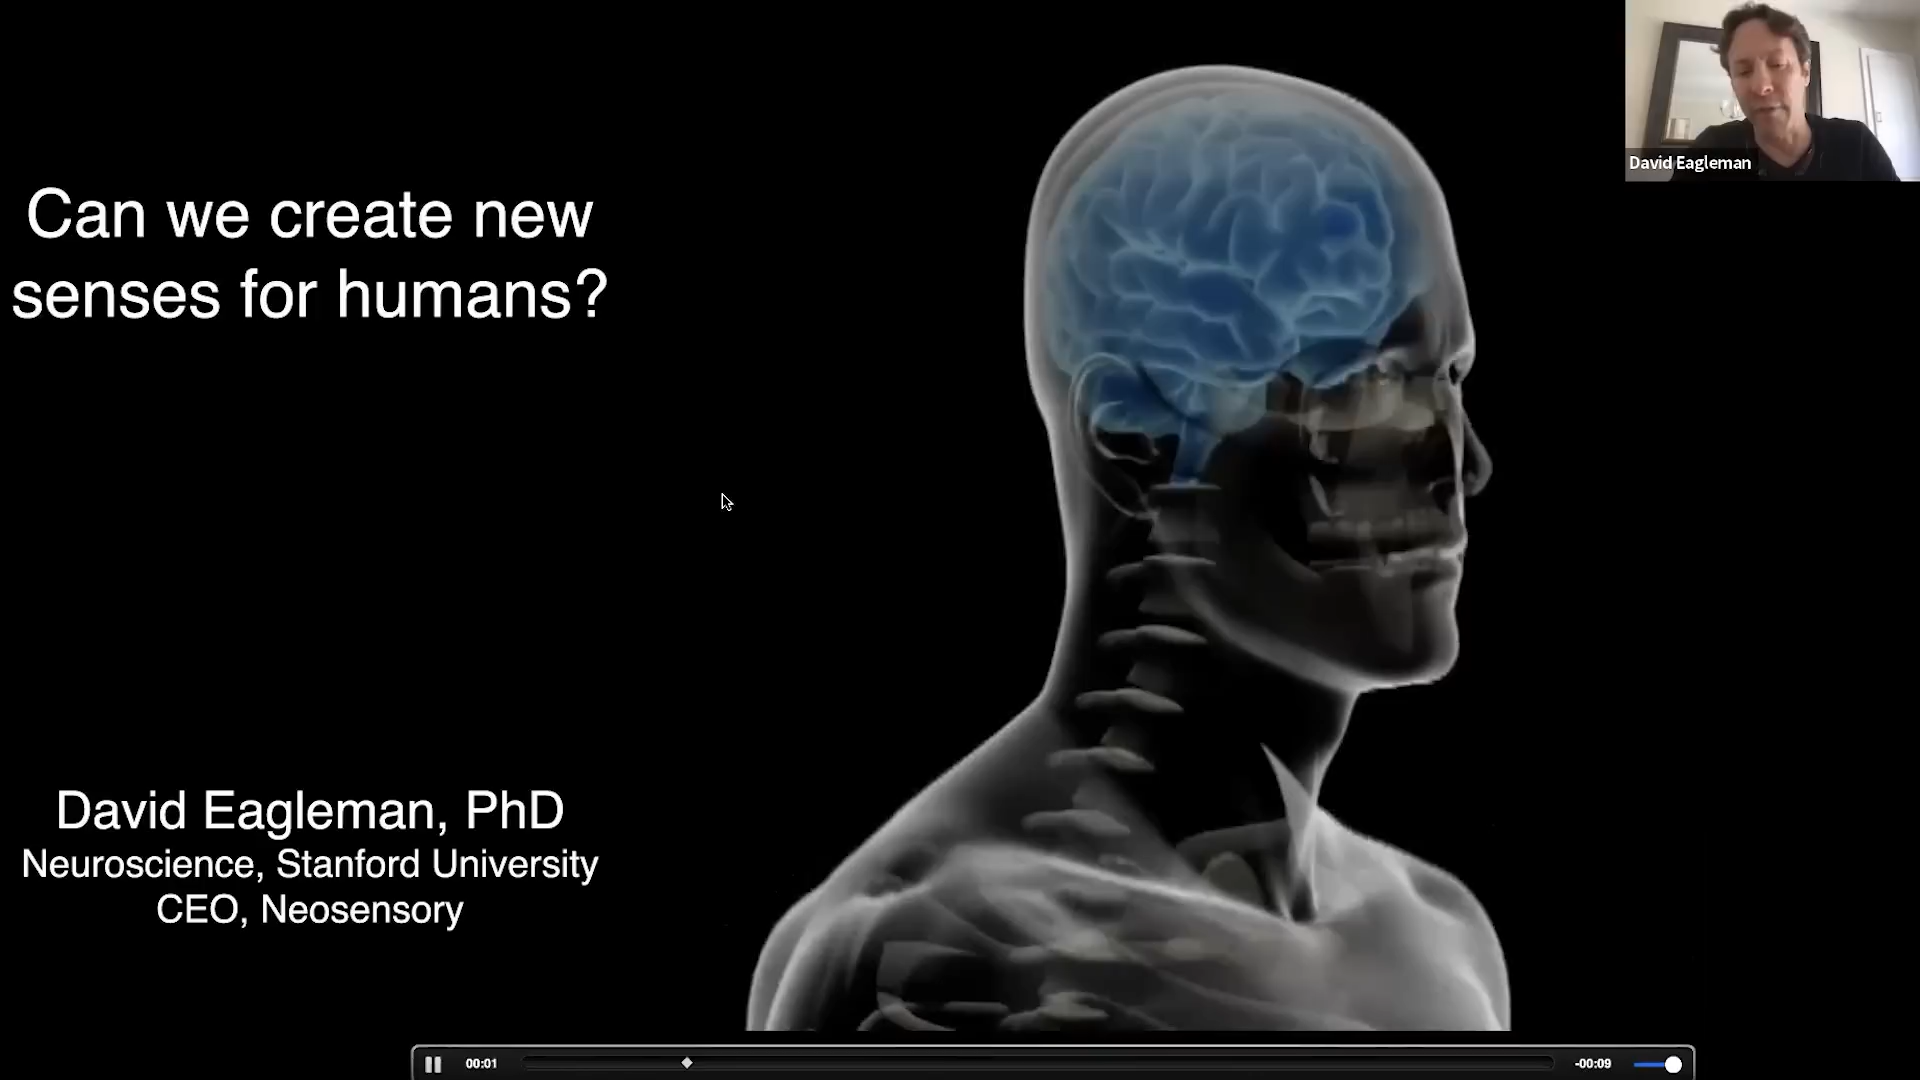 Can we create new
senses for humans?
David Eagleman
David Eagleman, PhD
Neuroscience, Stanford University
CEO, Neosensory
00:01
-00:09